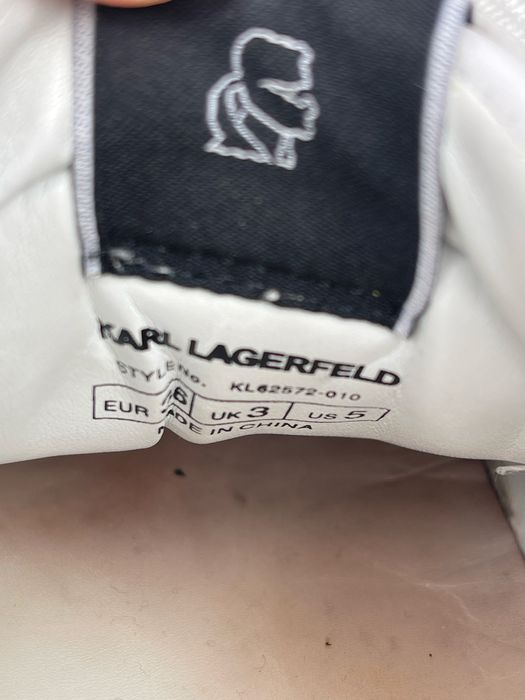 KARL LAGERFELD
STYLE No. KL62572-010
EUR 36 UK 3 US 5
MADE IN CHINA